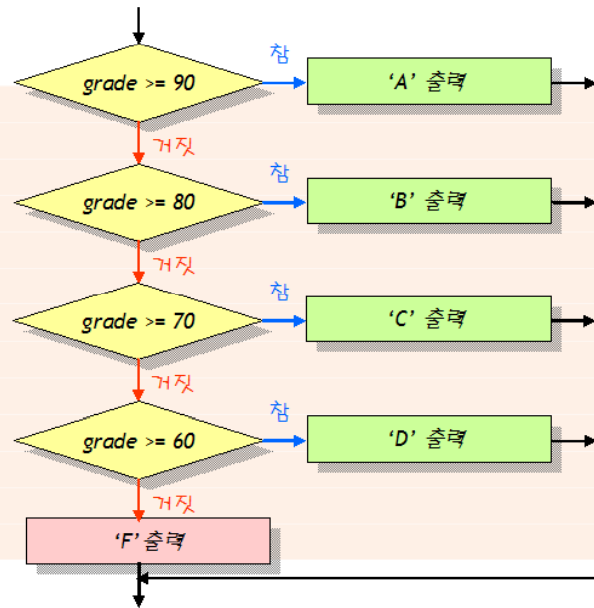 참
grade >= 90
‘A’ 출력
거짓
참
grade >= 80
‘B’ 출력
거짓
참
grade >= 70
‘C’ 출력
거짓
참
grade >= 60
‘D’ 출력
거짓
‘F’ 출력